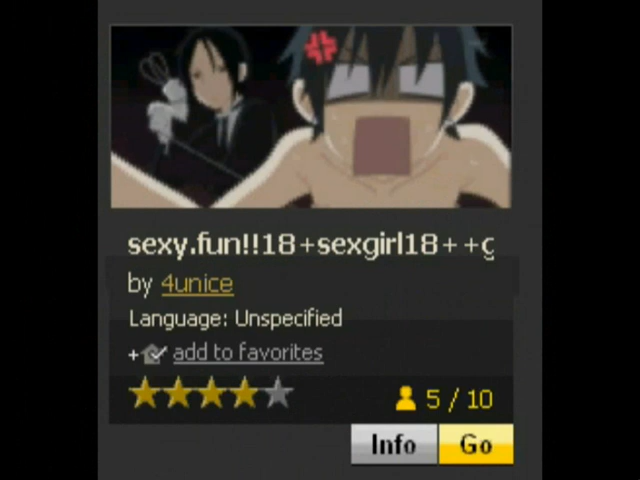 sexy.fun!!18+sexgirl18++g
by 4unice
Language: Unspecified
+ add to favorites
5 / 10
Info
Go